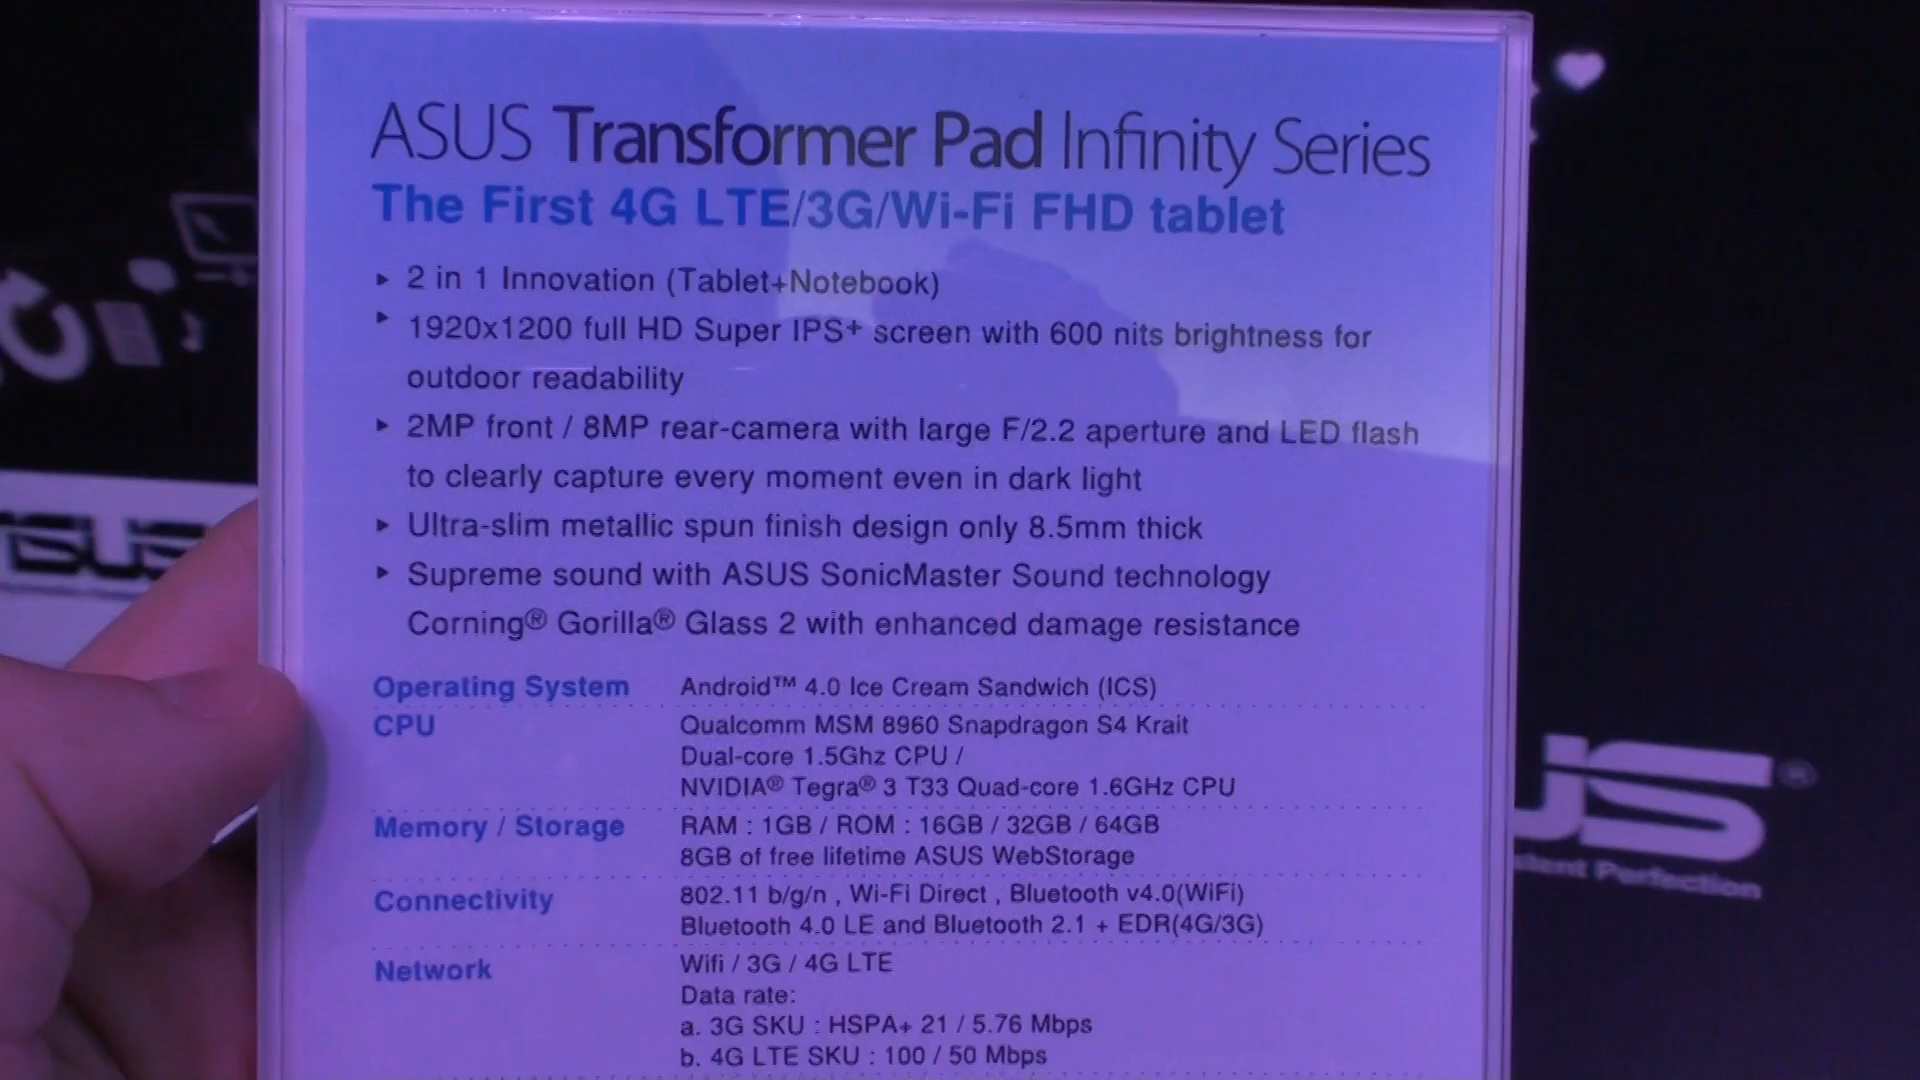 ASUS Transformer Pad Infinity Series
The First 4G LTE/3G/Wi-Fi FHD tablet
▸ 2 in 1 Innovation (Tablet+Notebook)
▸ 1920x1200 full HD Super IPS+ screen with 600 nits brightness for
outdoor readability
▸ 2MP front / 8MP rear-camera with large F/2.2 aperture and LED flash
to clearly capture every moment even in dark light
▸ Ultra-slim metallic spun finish design only 8.5mm thick
▸ Supreme sound with ASUS SonicMaster Sound technology
Corning® Gorilla® Glass 2 with enhanced damage resistance
Operating System Android™ 4.0 Ice Cream Sandwich (ICS)
CPU Qualcomm MSM 8960 Snapdragon S4 Krait
Dual-core 1.5Ghz CPU /
NVIDIA® Tegra® 3 T33 Quad-core 1.6GHz CPU
Memory / Storage RAM : 1GB / ROM : 16GB / 32GB / 64GB
8GB of free lifetime ASUS WebStorage
Connectivity 802.11 b/g/n , Wi-Fi Direct , Bluetooth v4.0(WiFi)
Bluetooth 4.0 LE and Bluetooth 2.1 + EDR(4G/3G)
Network Wifi / 3G / 4G LTE
Data rate:
a. 3G SKU : HSPA+ 21 / 5.76 Mbps
b. 4G LTE SKU : 100 / 50 Mbps
ASUS
US®
Perfection